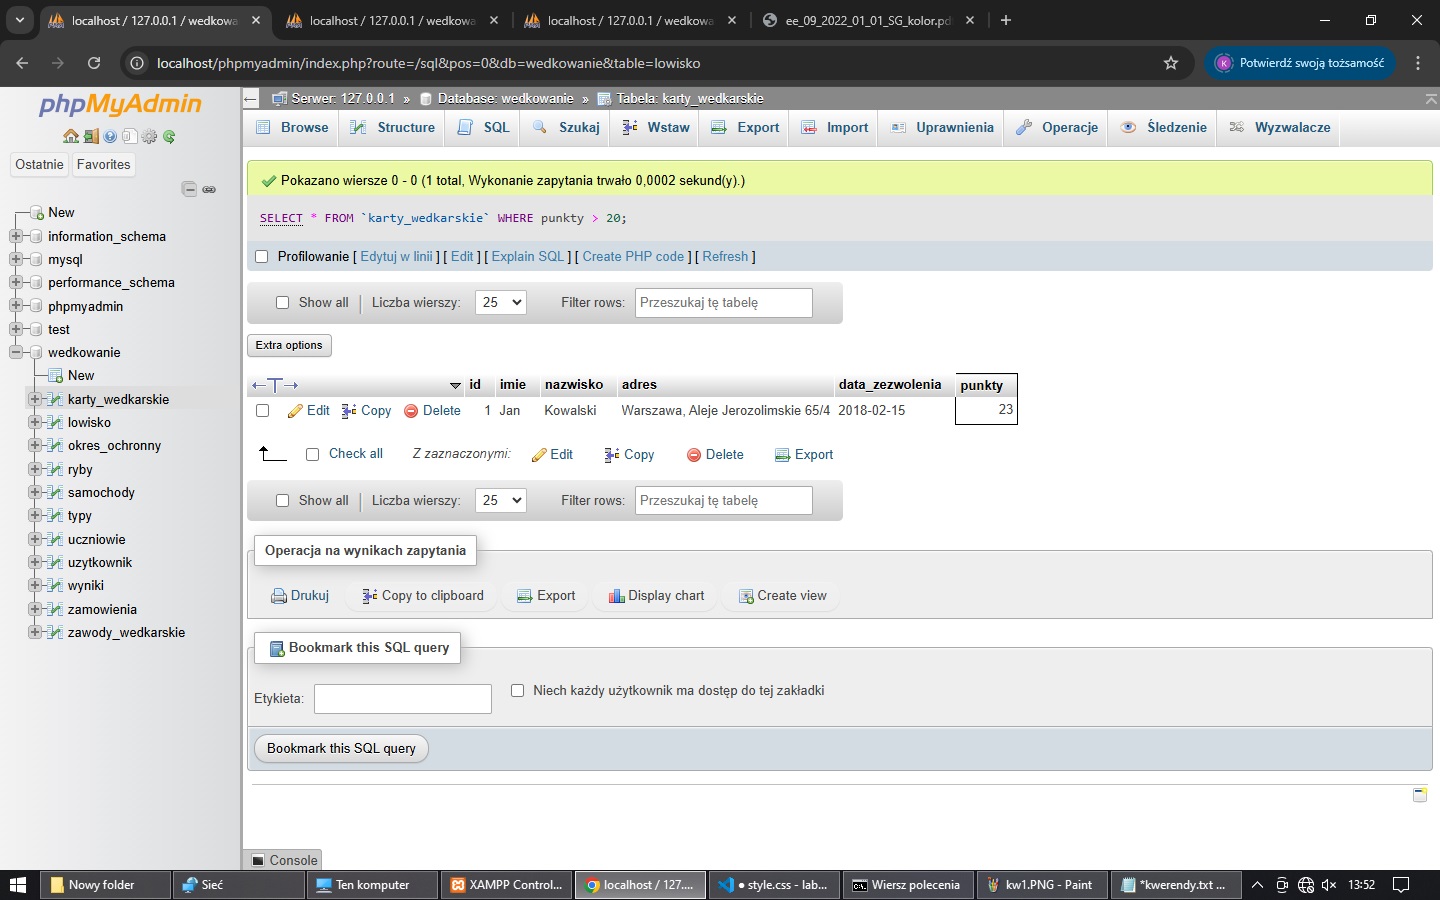 localhost / 127.0.0.1 / wedkowa
localhost / 127.0.0.1 / wedkowa
localhost / 127.0.0.1 / wedkowa
ee_09_2022_01_01_SG_kolor.pd
localhost/phpmyadmin/index.php?route=/sql&pos=0&db=wedkowanie&table=lowisko
K Potwierdź swoją tożsamość
phpMyAdmin
Ostatnie Favorites
New
information_schema
mysql
performance_schema
phpmyadmin
test
wedkowanie
New
karty_wedkarskie
lowisko
okres_ochronny
ryby
samochody
typy
uczniowie
uzytkownik
wyniki
zamowienia
zawody_wedkarskie
Serwer: 127.0.0.1 » Database: wedkowanie » Tabela: karty_wedkarskie
Browse Structure SQL Szukaj Wstaw Export Import Uprawnienia Operacje Śledzenie Wyzwalacze
Pokazano wiersze 0 - 0 (1 total, Wykonanie zapytania trwało 0,0002 sekund(y).)
SELECT * FROM `karty_wedkarskie` WHERE punkty > 20;
Profilowanie [ Edytuj w linii ] [ Edit ] [ Explain SQL ] [ Create PHP code ] [ Refresh ]
Show all Liczba wierszy: 25 Filter rows: Przeszukaj tę tabelę
Extra options
id imie nazwisko adres data_zezwolenia punkty
Edit Copy Delete 1 Jan Kowalski Warszawa, Aleje Jerozolimskie 65/4 2018-02-15 23
Check all Z zaznaczonymi: Edit Copy Delete Export
Show all Liczba wierszy: 25 Filter rows: Przeszukaj tę tabelę
Operacja na wynikach zapytania
Drukuj Copy to clipboard Export Display chart Create view
Bookmark this SQL query
Etykieta: Niech każdy użytkownik ma dostęp do tej zakładki
Bookmark this SQL query
Console
Nowy folder Sieć Ten komputer XAMPP Control... localhost / 127.... ● style.css - lab... Wiersz polecenia kw1.PNG - Paint *kwerendy.txt ... 13:52